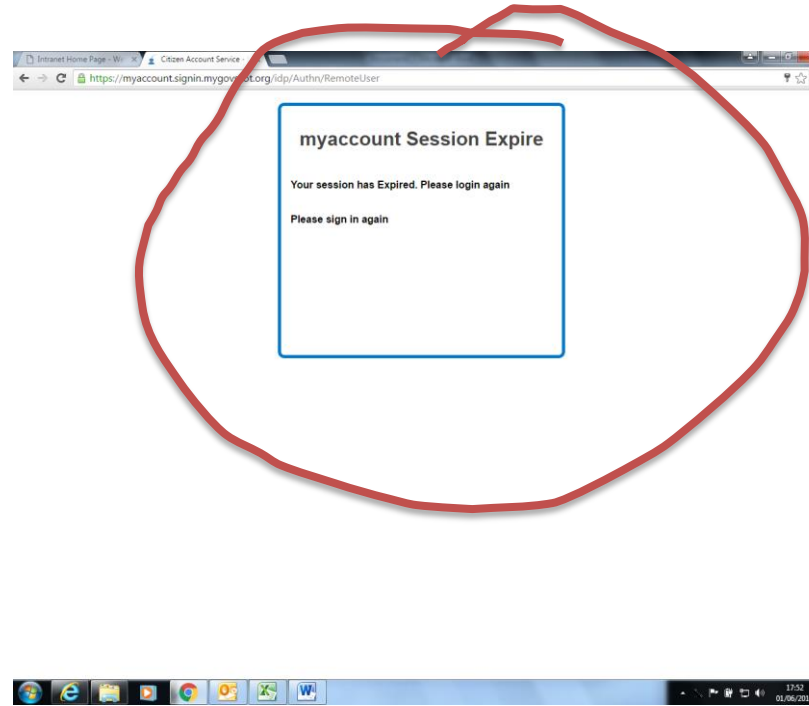 Intranet Home Page - W
Citizen Account Service -
https://myaccount.signin.mygov
ot.org/idp/Authn/RemoteUser
myaccount Session Expire
Your session has Expired. Please login again
Please sign in again
17:52
01/06/201